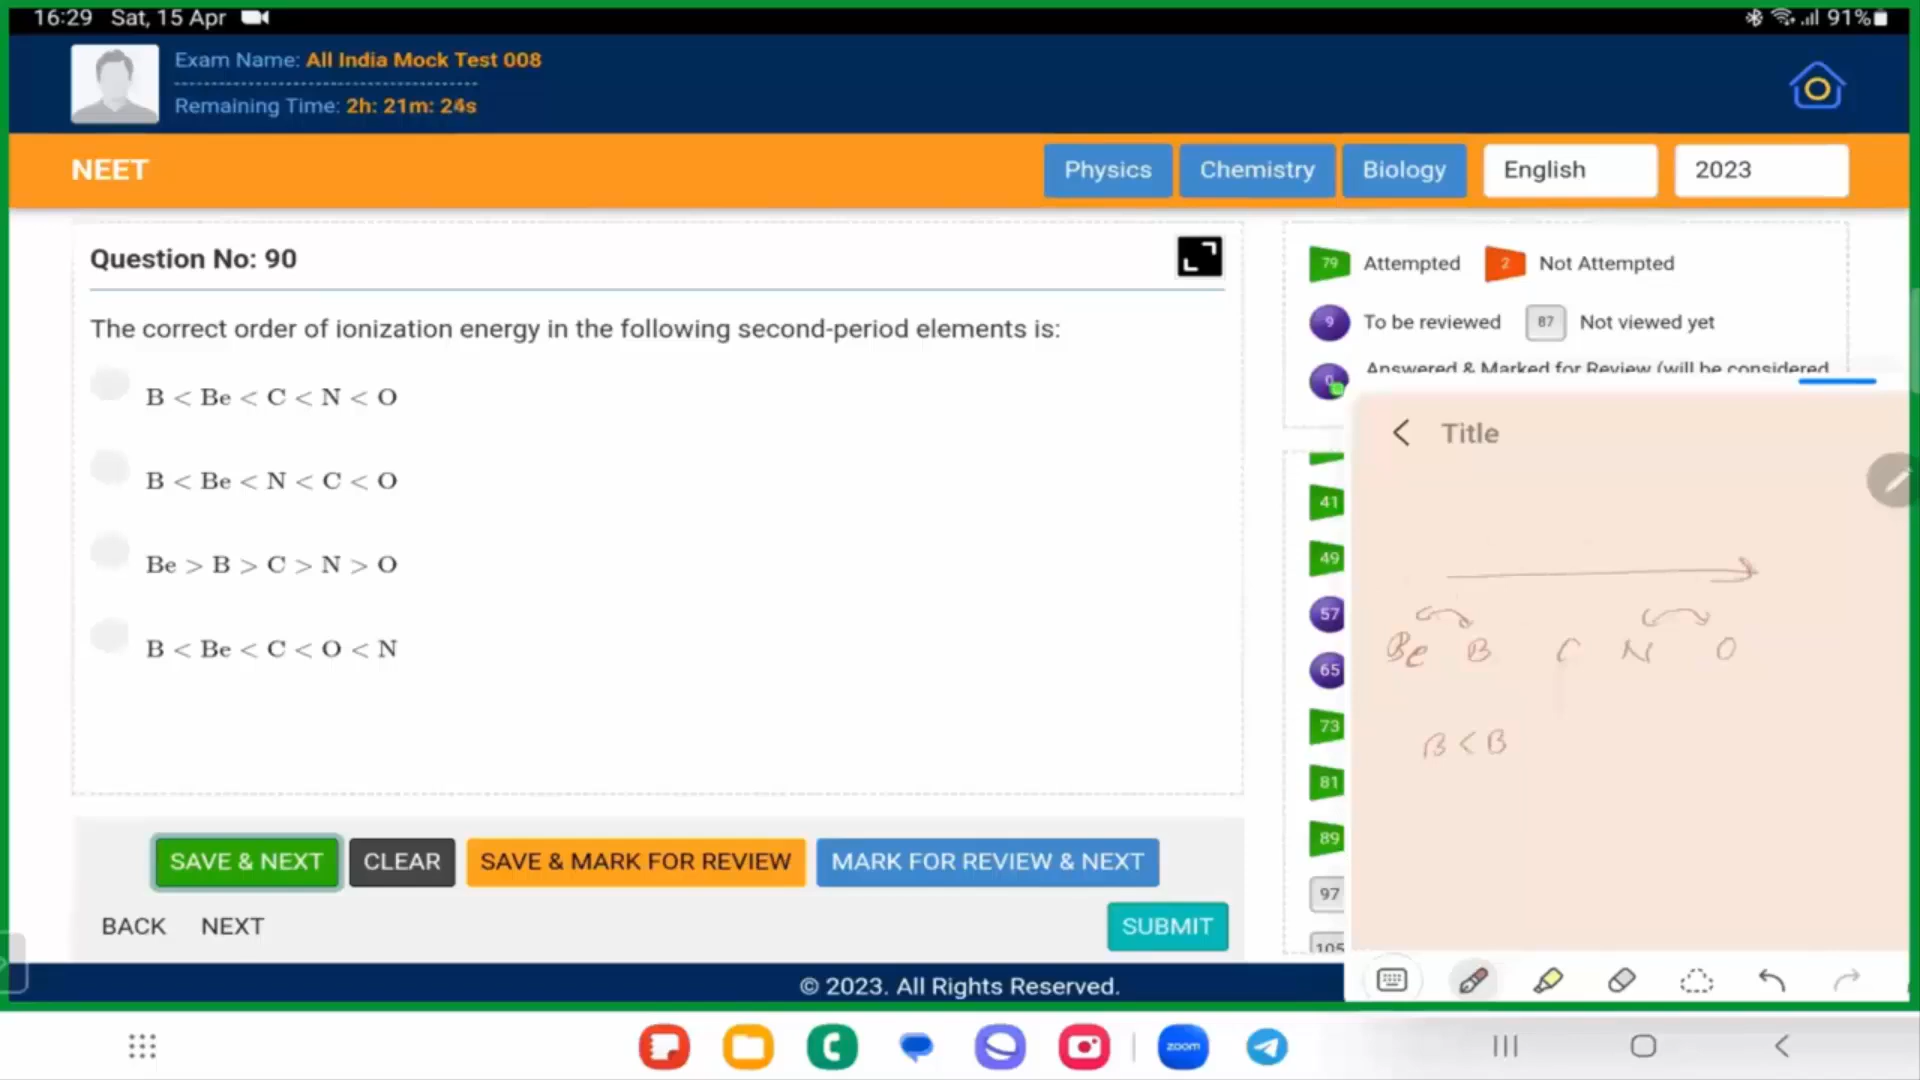 16:29 Sat, 15 Apr
91%
Exam Name: All India Mock Test 008
Remaining Time: 2h: 21m: 24s
NEET
Physics Chemistry Biology English 2023
Question No: 90
The correct order of ionization energy in the following second-period elements is:
B < Be < C < N < O
B < Be < N < C < O
Be > B > C > N > O
B < Be < C < O < N
SAVE & NEXT CLEAR SAVE & MARK FOR REVIEW MARK FOR REVIEW & NEXT
BACK NEXT SUBMIT
79 Attempted 2 Not Attempted
9 To be reviewed 87 Not viewed yet
0 Answered & Marked for Review (will be considered
41
49
57
65
73
81
89
97
105
Title
Be B C N O
B < B
© 2023. All Rights Reserved.
zoom